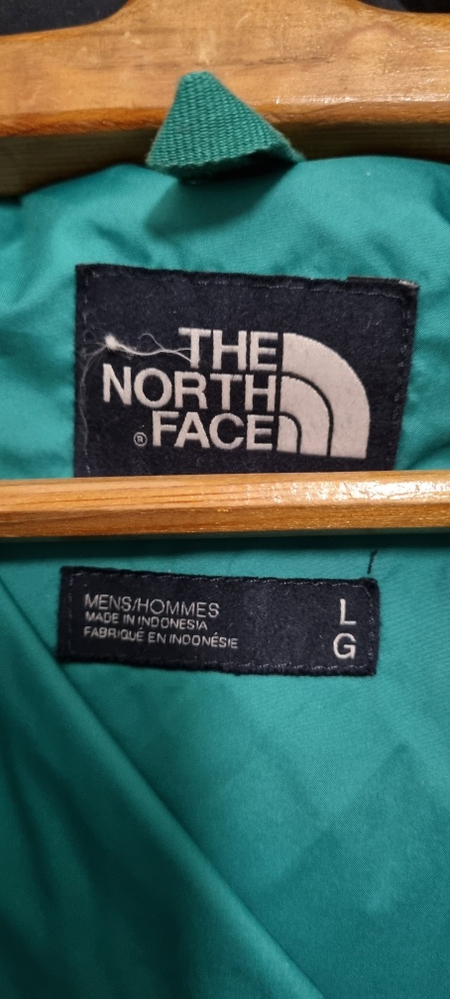 THE
NORTH
® FACE
MENS/HOMMES
MADE IN INDONESIA
FABRIQUÉ EN INDONÉSIE
L
G